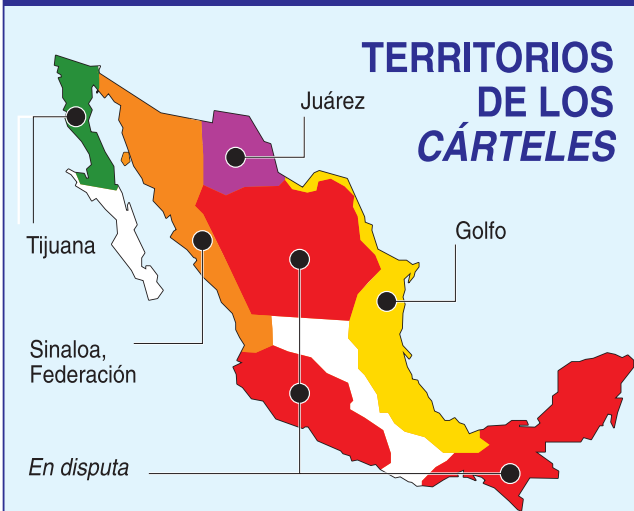 TERRITORIOS
DE LOS
CÁRTELES
Juárez
Tijuana
Golfo
Sinaloa,
Federación
En disputa